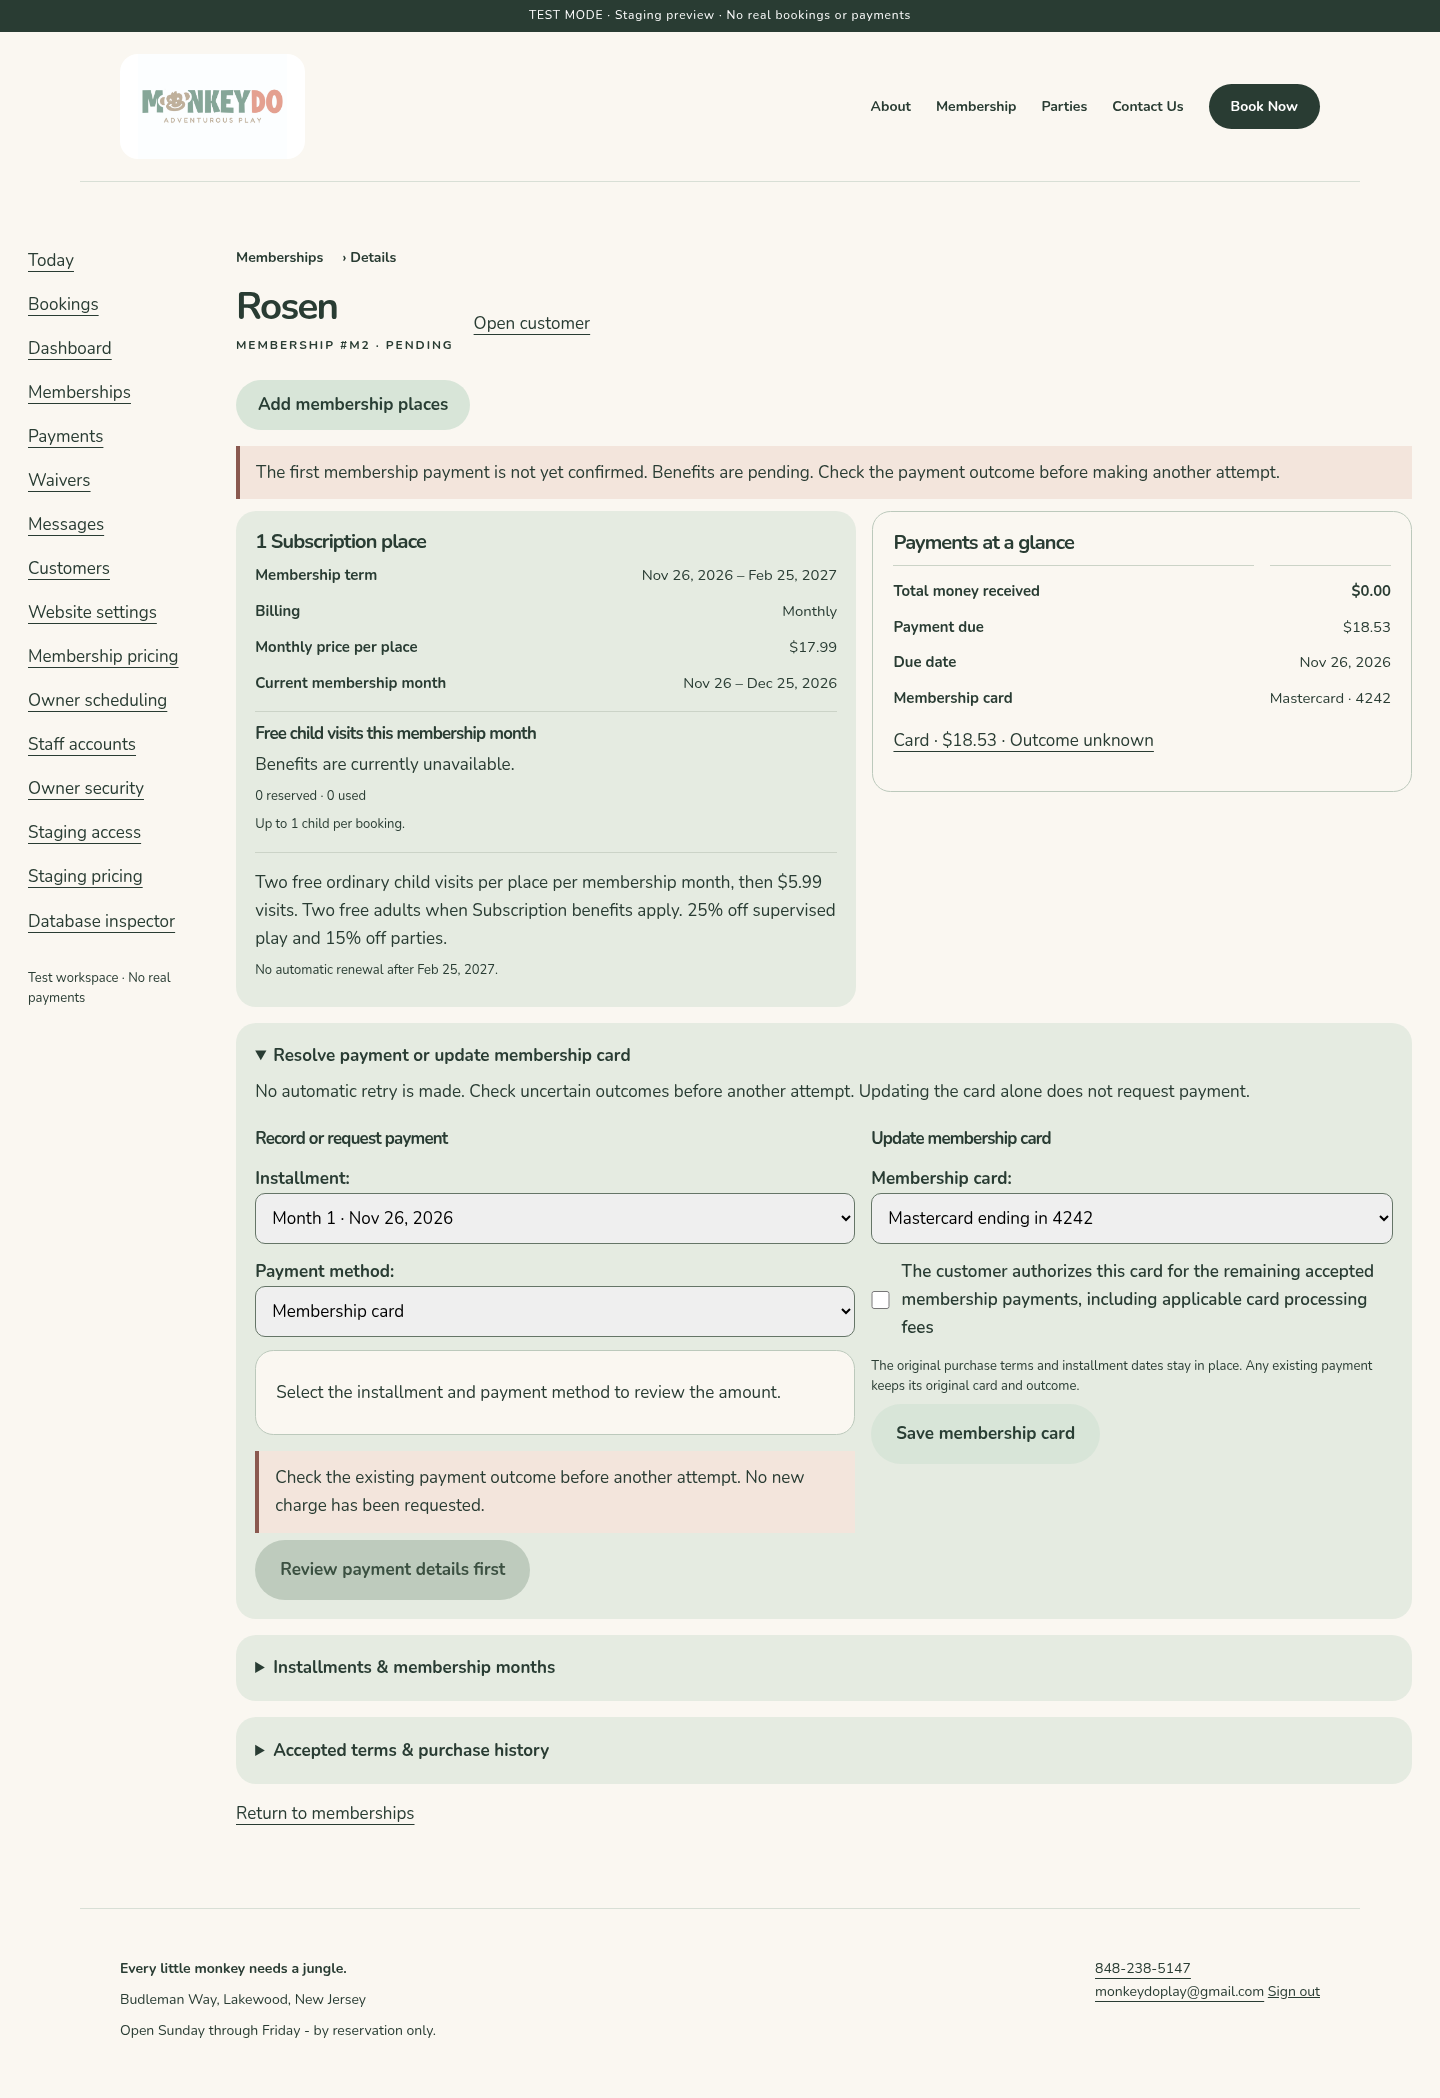 TEST MODE · Staging preview · No real bookings or payments
MONKEYDO
ADVENTUROUS PLAY
About
Membership
Parties
Contact Us
Book Now
Today
Bookings
Dashboard
Memberships
Payments
Waivers
Messages
Customers
Website settings
Membership pricing
Owner scheduling
Staff accounts
Owner security
Staging access
Staging pricing
Database inspector
Test workspace · No real
payments
Memberships › Details
Rosen
MEMBERSHIP #M2 · PENDING
Open customer
Add membership places
The first membership payment is not yet confirmed. Benefits are pending. Check the payment outcome before making another attempt.
1 Subscription place
Membership term Nov 26, 2026 – Feb 25, 2027
Billing Monthly
Monthly price per place $17.99
Current membership month Nov 26 – Dec 25, 2026
Free child visits this membership month
Benefits are currently unavailable.
0 reserved · 0 used
Up to 1 child per booking.
Two free ordinary child visits per place per membership month, then $5.99
visits. Two free adults when Subscription benefits apply. 25% off supervised
play and 15% off parties.
No automatic renewal after Feb 25, 2027.
Payments at a glance
Total money received $0.00
Payment due $18.53
Due date Nov 26, 2026
Membership card Mastercard · 4242
Card · $18.53 · Outcome unknown
Resolve payment or update membership card
No automatic retry is made. Check uncertain outcomes before another attempt. Updating the card alone does not request payment.
Record or request payment
Installment:
Month 1 · Nov 26, 2026
Payment method:
Membership card
Select the installment and payment method to review the amount.
Check the existing payment outcome before another attempt. No new
charge has been requested.
Review payment details first
Update membership card
Membership card:
Mastercard ending in 4242
The customer authorizes this card for the remaining accepted
membership payments, including applicable card processing
fees
The original purchase terms and installment dates stay in place. Any existing payment
keeps its original card and outcome.
Save membership card
Installments & membership months
Accepted terms & purchase history
Return to memberships
Every little monkey needs a jungle.
Budleman Way, Lakewood, New Jersey
Open Sunday through Friday - by reservation only.
848-238-5147
monkeydoplay@gmail.com Sign out